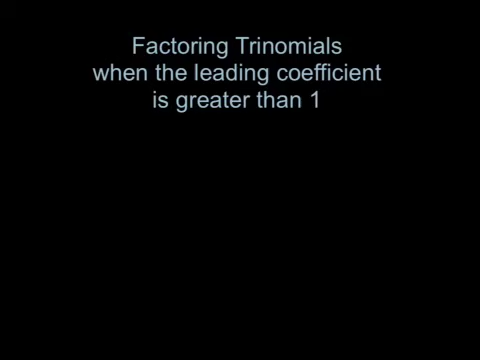 Factoring Trinomials
when the leading coefficient
is greater than 1